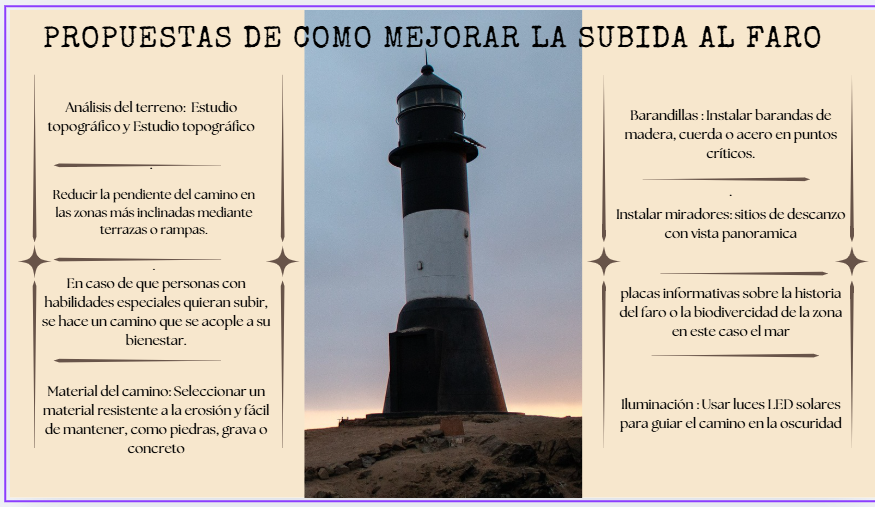 PROPUESTAS DE COMO MEJORAR LA SUBIDA AL FARO
Análisis del terreno: Estudio
topográfico y Estudio topográfico
Reducir la pendiente del camino en
las zonas más inclinadas mediante
terrazas o rampas.
En caso de que personas con
habilidades especiales quieran subir,
se hace un camino que se acople a su
bienestar.
Material del camino: Seleccionar un
material resistente a la erosión y fácil
de mantener, como piedras, grava o
concreto
Barandillas : Instalar barandas de
madera, cuerda o acero en puntos
críticos.
Instalar miradores: sitios de descanzo
con vista panoramica
placas informativas sobre la historia
del faro o la biodivercidad de la zona
en este caso el mar
Iluminación : Usar luces LED solares
para guiar el camino en la oscuridad